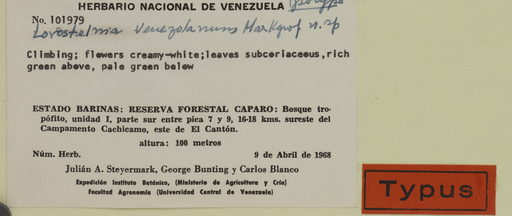 HERBARIO NACIONAL DE VENEZUELA
No. 101979
Venezolanum Markgraf n. sp
Climbing; flowers creamy-white;leaves subcoriaceous,rich
green above, pale green below
ESTADO BARINAS: RESERVA FORESTAL CAPARO: Bosque tro-
pófito, unidad I, parte sur entre pica 7 y 9, 16-18 kms. sureste del
Campamento Cachicamo, este de El Cantón.
altura: 100 metros
Núm. Herb. 9 de Abril de 1968
Julián A. Steyermark, George Bunting y Carlos Blanco
Expedición Instituto Botánico, (Ministerio de Agricultura y Cría)
Facultad Agronomía (Universidad Central de Venezuela)
Typus